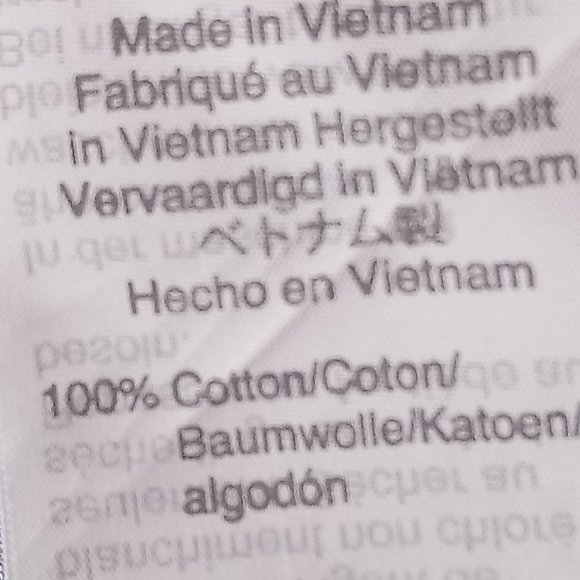 Made in Vietnam
Fabriqué au Vietnam
in Vietnam Hergestellt
Vervaardigd in Viëtnam
ベトナム製
Hecho en Vietnam
100% Cotton/Coton/
Baumwolle/Katoen/
algodón